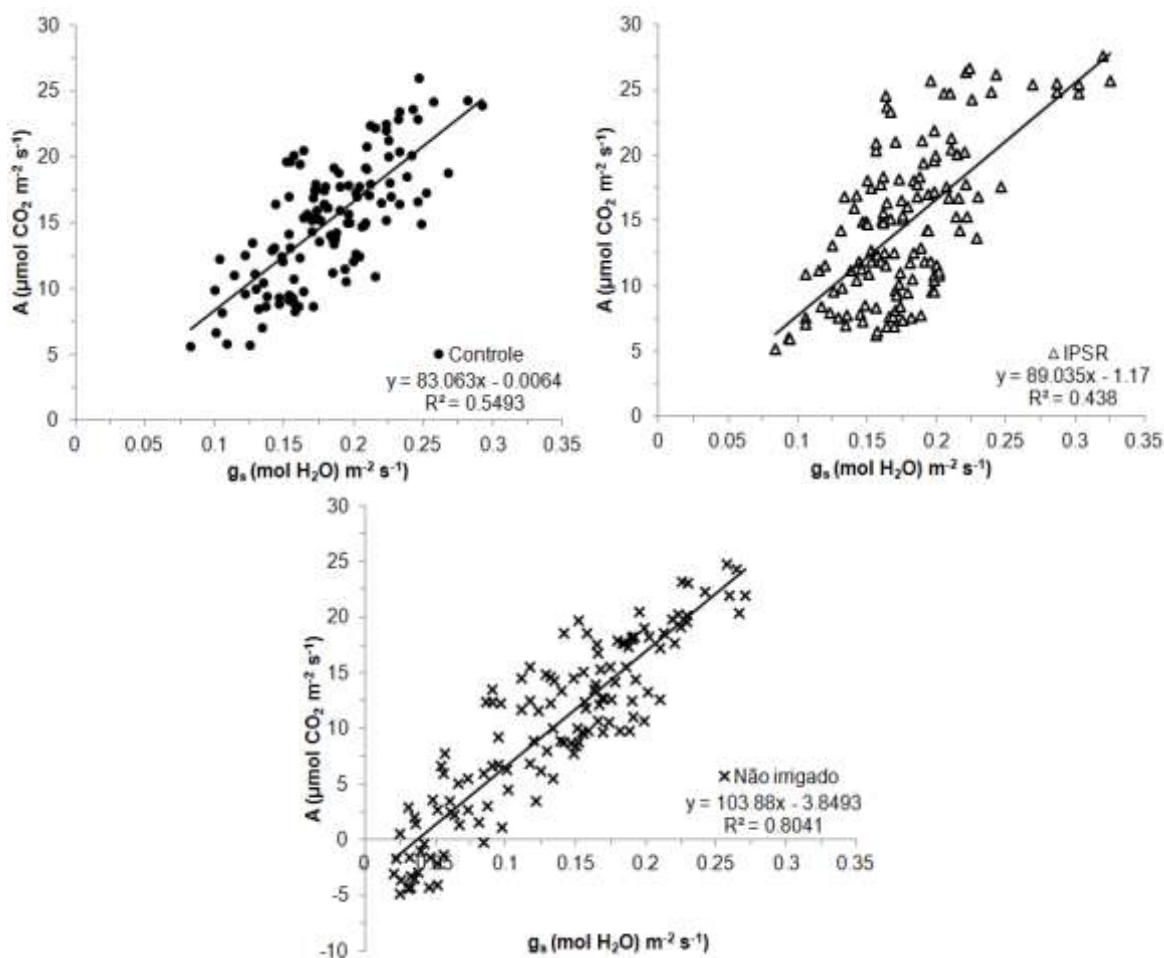 30
25
20
15
10
5
0
A (µmol CO₂ m⁻² s⁻¹)
● Controle
y = 83.063x - 0.0064
R² = 0.5493
0 0.05 0.1 0.15 0.2 0.25 0.3 0.35
gₛ (mol H₂O) m⁻² s⁻¹)
30
25
20
15
10
5
0
A (µmol CO₂ m⁻² s⁻¹)
△ IPSR
y = 89.035x - 1.17
R² = 0.438
0 0.05 0.1 0.15 0.2 0.25 0.3 0.35
gₛ (mol H₂O) m⁻² s⁻¹)
30
25
20
15
10
5
0
-5
-10
A (µmol CO₂ m⁻² s⁻¹)
× Não irrigado
y = 103.88x - 3.8493
R² = 0.8041
0 0.05 0.1 0.15 0.2 0.25 0.3 0.35
gₛ (mol H₂O) m⁻² s⁻¹)